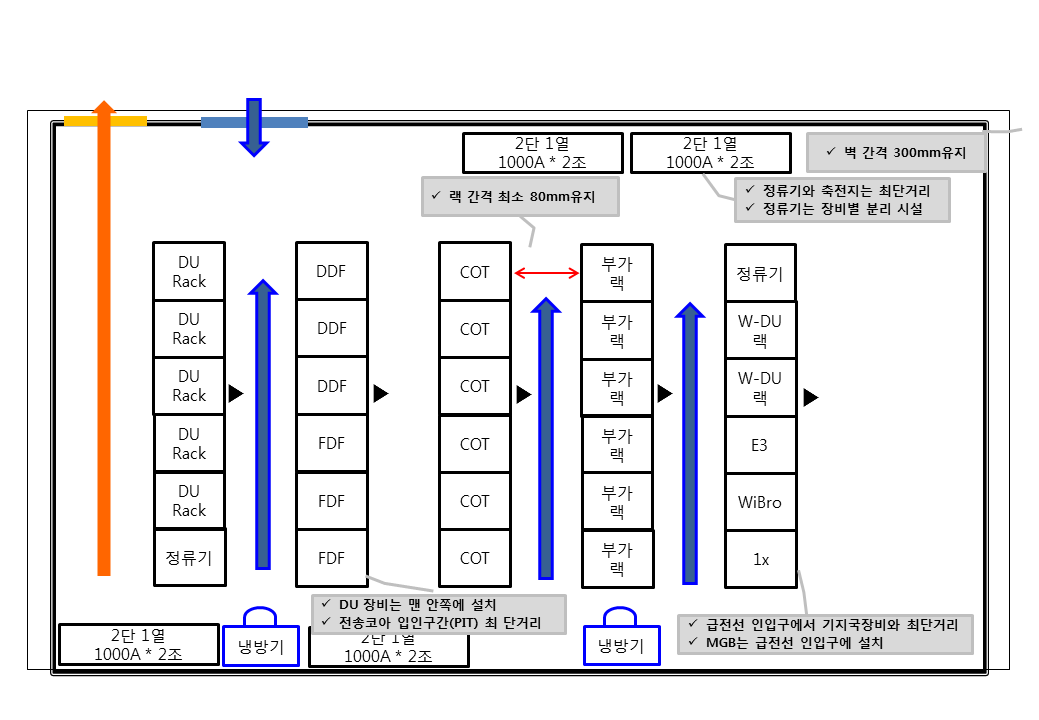 2단 1열
1000A * 2조
2단 1열
1000A * 2조
✓ 벽 간격 300mm유지
✓ 랙 간격 최소 80mm유지
✓ 정류기와 축전지는 최단거리
✓ 정류기는 장비별 분리 시설
DU
Rack
DU
Rack
DU
Rack
DU
Rack
DU
Rack
정류기
DDF
DDF
DDF
FDF
FDF
FDF
COT
COT
COT
COT
COT
COT
부가
랙
부가
랙
부가
랙
부가
랙
부가
랙
부가
랙
정류기
W-DU
랙
W-DU
랙
E3
WiBro
1x
✓ DU 장비는 맨 안쪽에 설치
✓ 전송코아 입인구간(PIT) 최 단거리
✓ 급전선 인입구에서 기지국장비와 최단거리
✓ MGB는 급전선 인입구에 설치
2단 1열
1000A * 2조
냉방기
2단 1열
1000A * 2조
냉방기